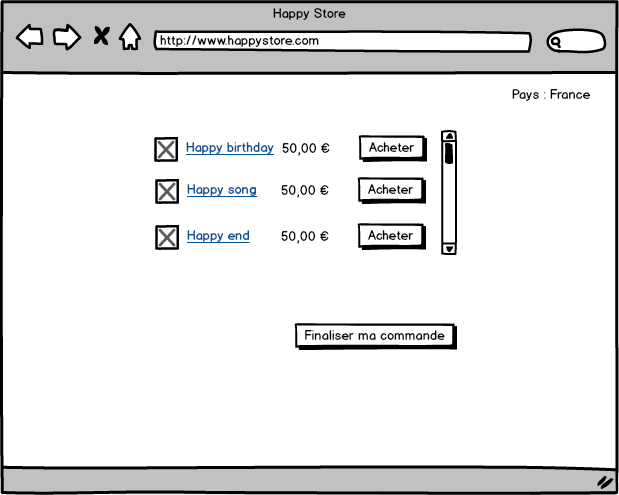 Happy Store
http://www.happystore.com
Pays : France
Happy birthday 50,00 € Acheter
Happy song 50,00 € Acheter
Happy end 50,00 € Acheter
Finaliser ma commande